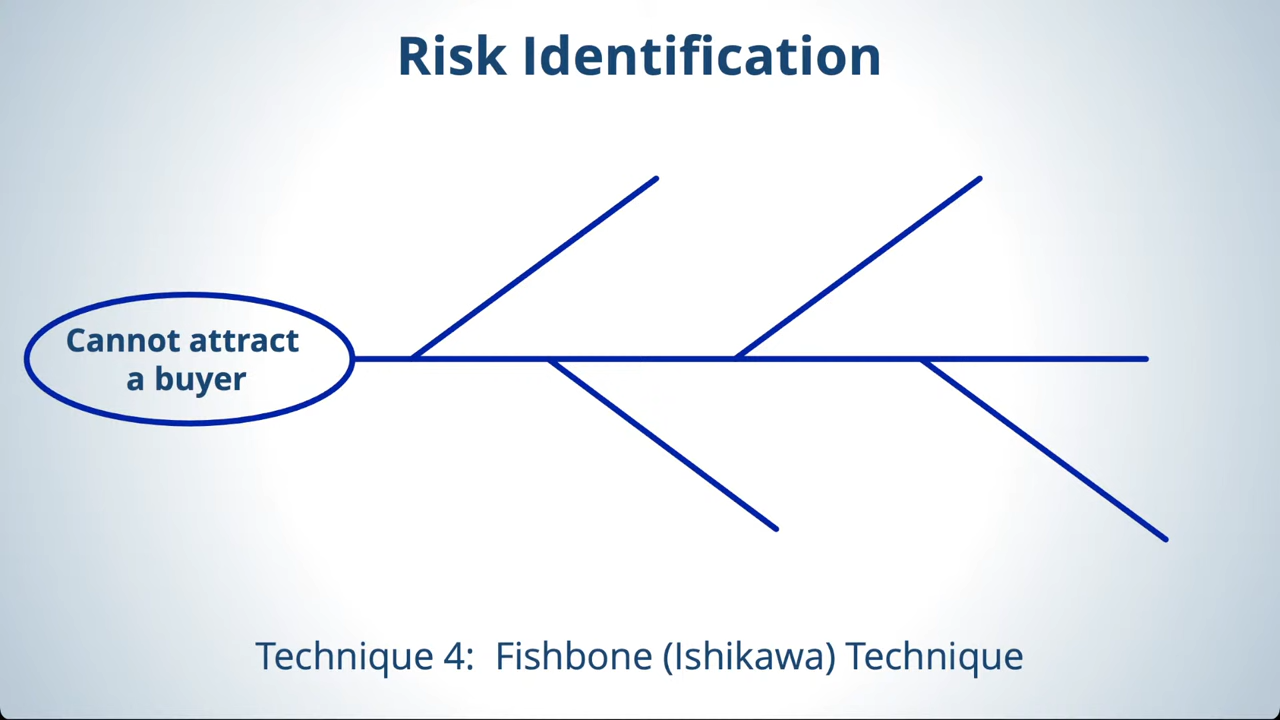 Risk Identification
Cannot attract
a buyer
Technique 4: Fishbone (Ishikawa) Technique